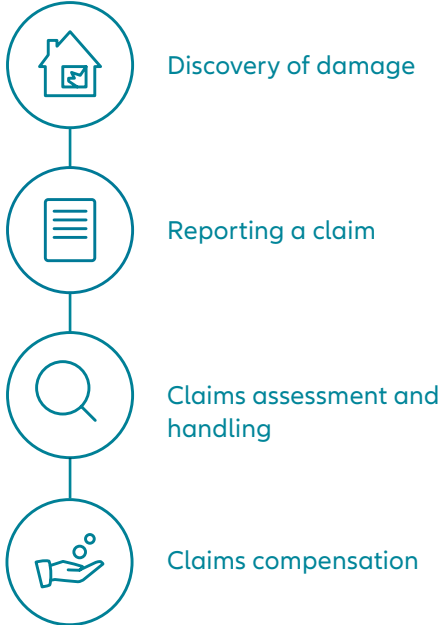 Discovery of damage
Reporting a claim
Claims assessment and
handling
Claims compensation